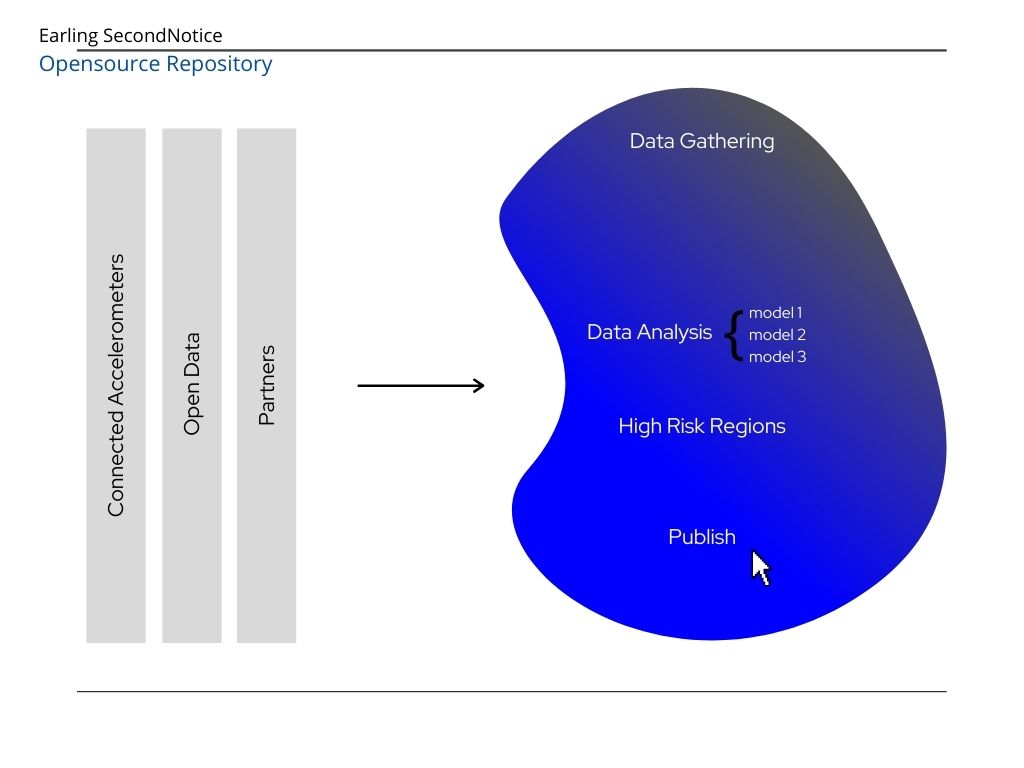 Earling SecondNotice
Opensource Repository
Connected Accelerometers
Open Data
Partners
Data Gathering
Data Analysis
{
model 1
model 2
model 3
High Risk Regions
Publish